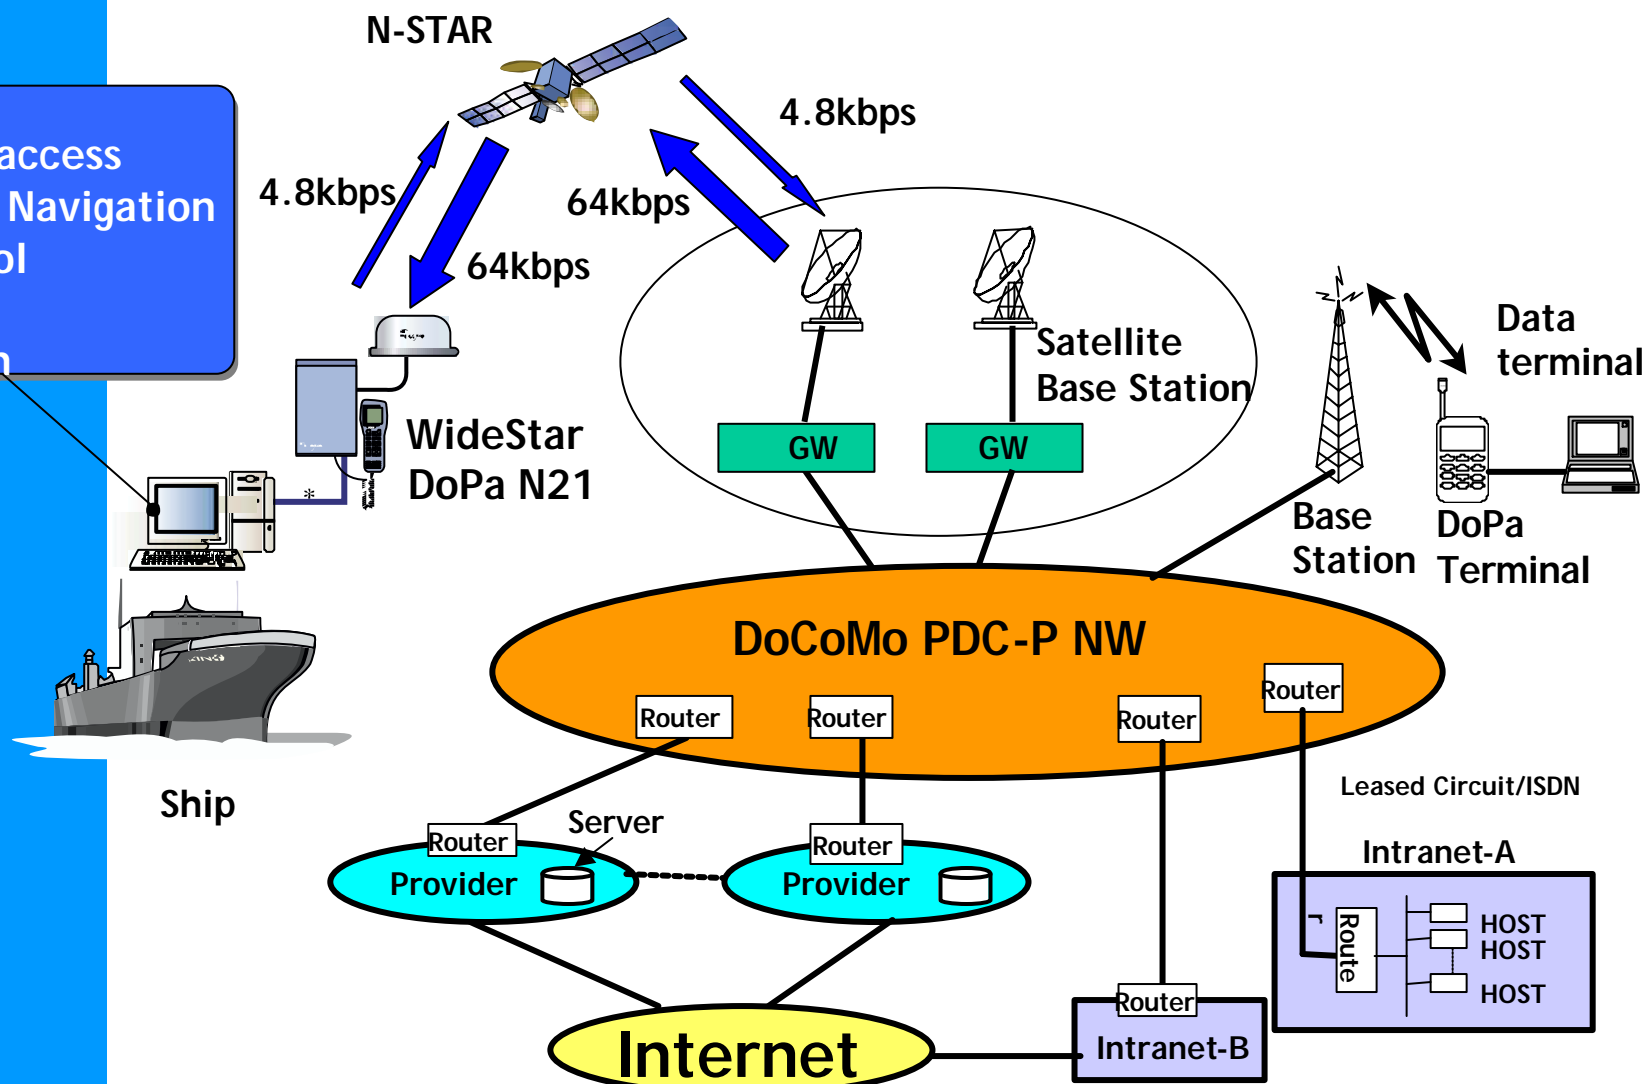 N-STAR
access
Navigation
ol
n
4.8kbps
64kbps
4.8kbps
64kbps
WideStar
DoPa N21
*
Satellite
Base Station
GW
GW
Data
terminal
Base
Station
DoPa
Terminal
DoCoMo PDC-P NW
Router
Router
Router
Router
Ship
Leased Circuit/ISDN
Server
Router
Provider
Router
Provider
Intranet-A
Route
r
HOST
HOST
HOST
Router
Intranet-B
Internet